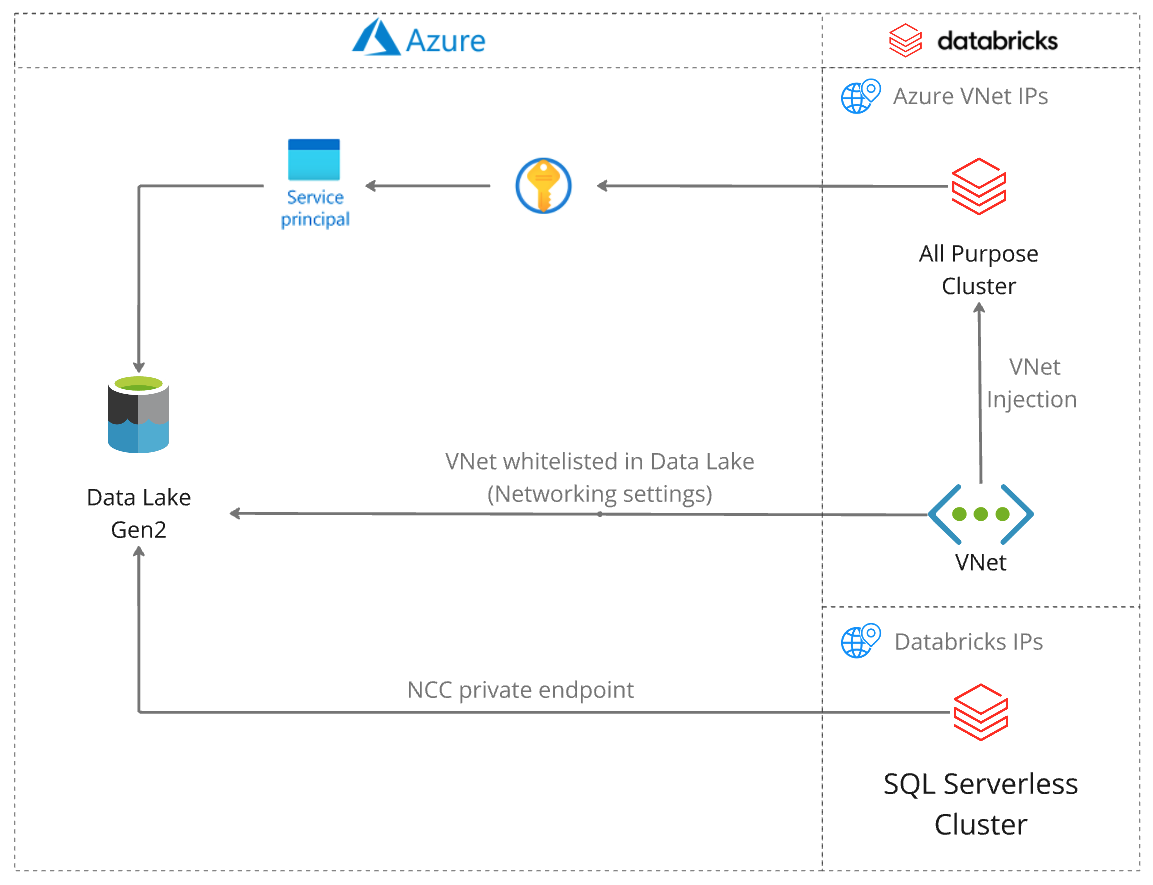 Azure
databricks
Azure VNet IPs
Service
principal
All Purpose
Cluster
VNet
Injection
VNet whitelisted in Data Lake
(Networking settings)
Data Lake
Gen2
VNet
Databricks IPs
NCC private endpoint
SQL Serverless
Cluster